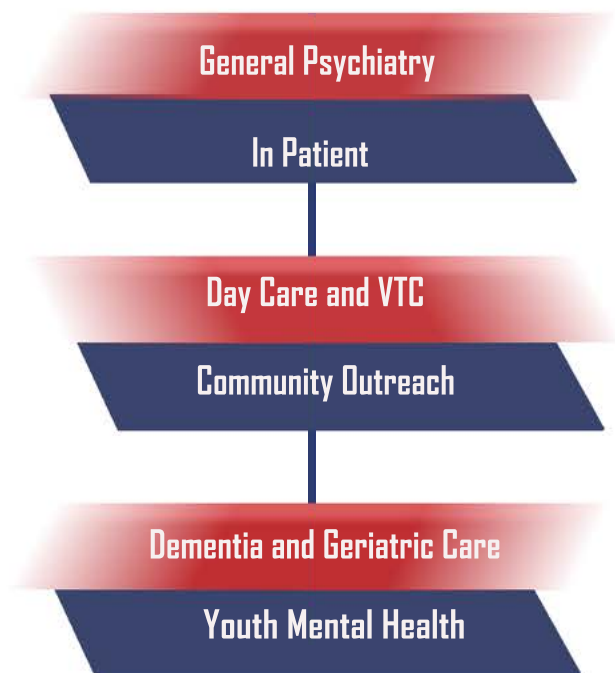 General Psychiatry
In Patient
Day Care and VTC
Community Outreach
Dementia and Geriatric Care
Youth Mental Health